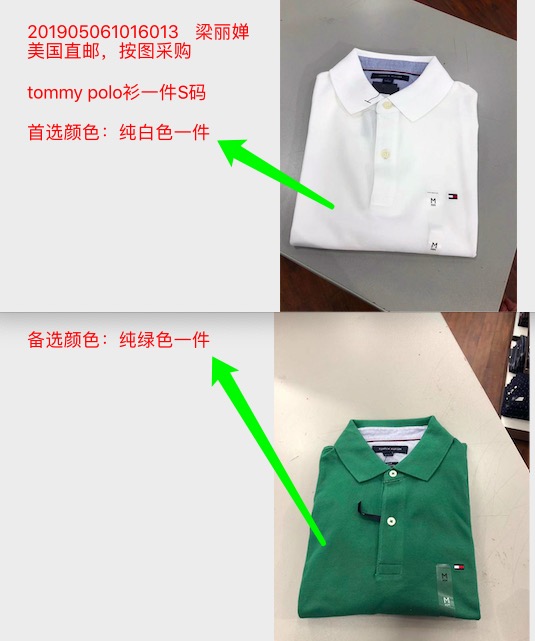 201905061016013 梁丽婵
美国直邮，按图采购
tommy polo衫一件S码
首选颜色：纯白色一件
M
M
备选颜色：纯绿色一件
M
M